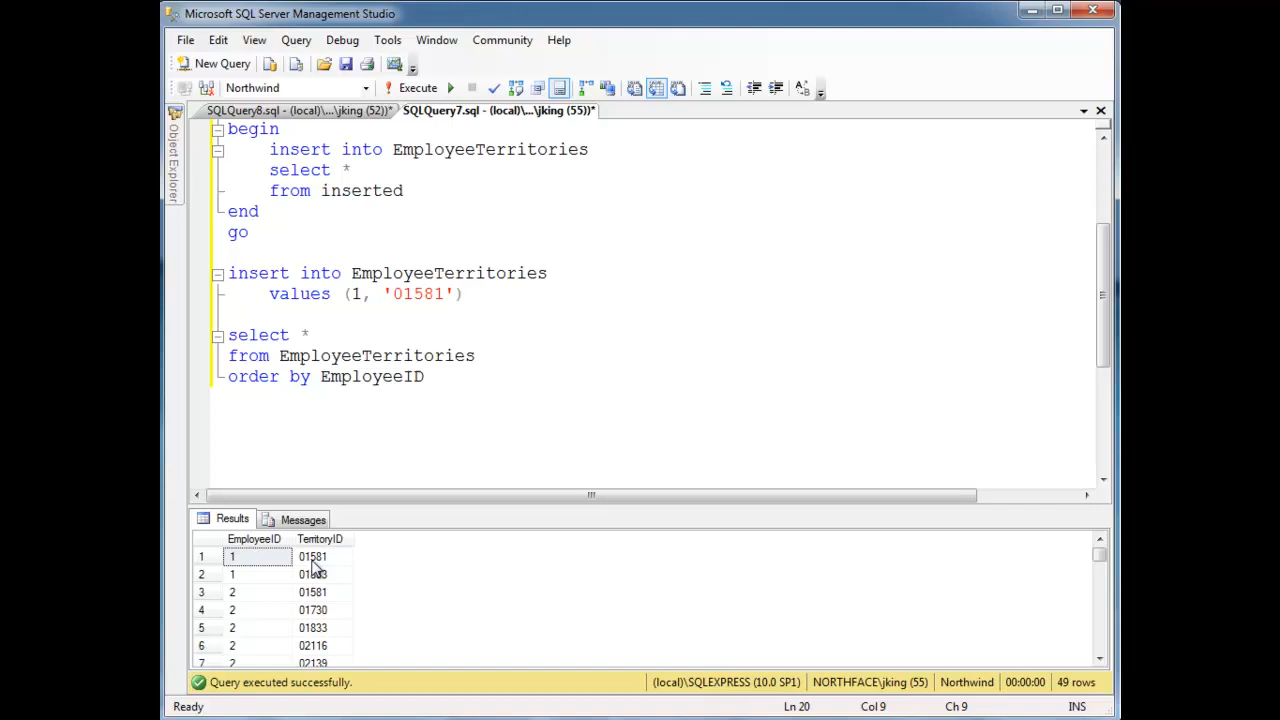 Microsoft SQL Server Management Studio
File Edit View Query Debug Tools Window Community Help
New Query
Northwind Execute
SQLQuery8.sql - (local)\...\jking (52))* SQLQuery7.sql - (local)\...\jking (55))*
Object Explorer
begin
insert into EmployeeTerritories
select *
from inserted
end
go
insert into EmployeeTerritories
values (1, '01581')
select *
from EmployeeTerritories
order by EmployeeID
Results Messages
EmployeeID TerritoryID
1 1 01581
2 1
3 2 01581
4 2 01730
5 2 01833
6 2 02116
7 2 02139
Query executed successfully. (local)\SQLEXPRESS (10.0 SP1) NORTHFACE\jking (55) Northwind 00:00:00 49 rows
Ready Ln 20 Col 9 Ch 9 INS